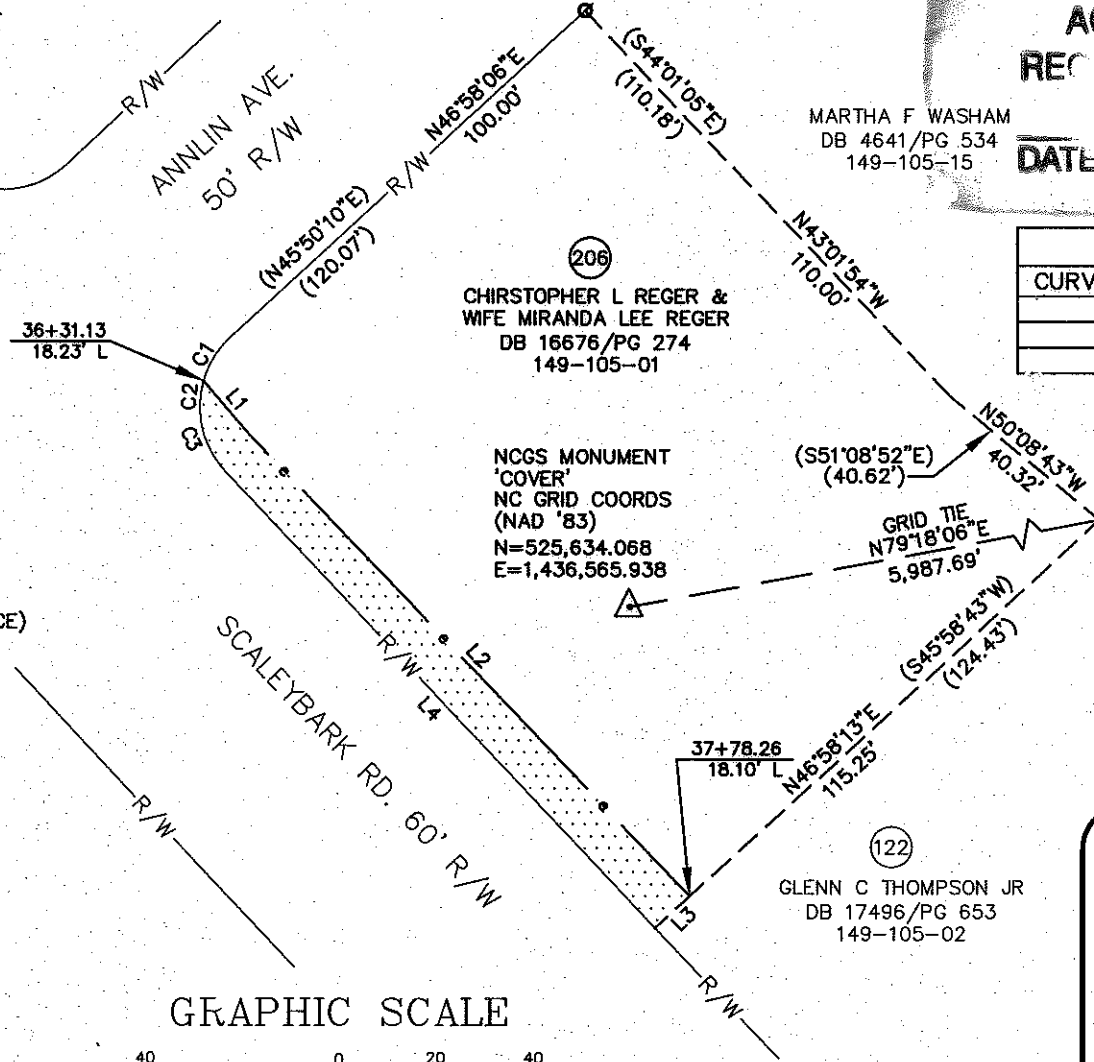 R/W
ANNLIN AVE.
50' R/W
N46°58'06"E
100.00'
R/W
(N45°50'10"E)
(120.07')
(S44°01'05"E)
(110.18')
MARTHA F WASHAM
DB 4641/PG 534
149-105-15
REC
DATE
CURV
N43°01'54"W
110.00'
206
CHIRSTOPHER L REGER &
WIFE MIRANDA LEE REGER
DB 16676/PG 274
149-105-01
36+31.13
18.23' L
C1
C2
C3
L1
N50°08'43"W
40.32'
(S51°08'52"E)
(40.62')
NCGS MONUMENT
'COVER'
NC GRID COORDS
(NAD '83)
N=525,634.068
E=1,436,565.938
GRID TIE
N79°18'06"E
5,987.69'
CE)
SCALEYBARK RD. 60' R/W
R/W
L2
L4
(S45°58'43"W)
(124.43')
N46°58'13"E
115.25'
37+78.26
18.10' L
R/W
L3
122
GLENN C THOMPSON JR
DB 17496/PG 653
149-105-02
R/W
GRAPHIC SCALE
40 0 20 40